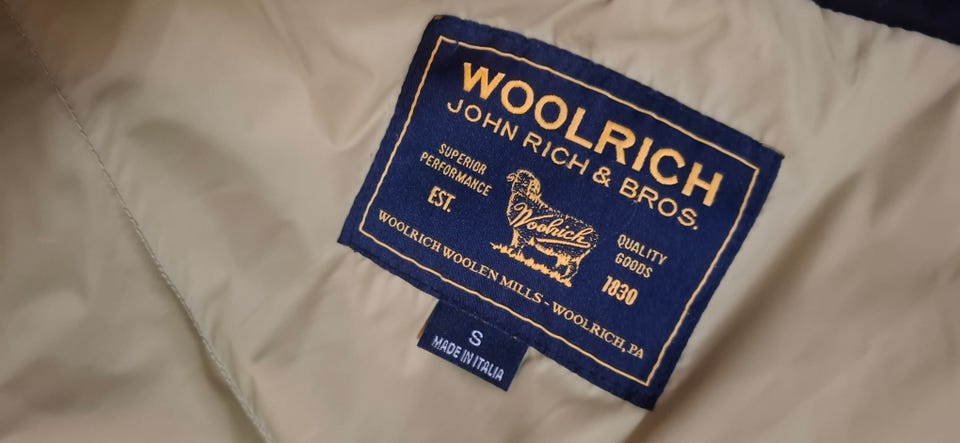 WOOLRICH
JOHN RICH & BROS.
SUPERIOR
PERFORMANCE
EST.
Woolrich
QUALITY
GOODS
1830
WOOLRICH WOOLEN MILLS - WOOLRICH, PA
S
MADE IN ITALIA